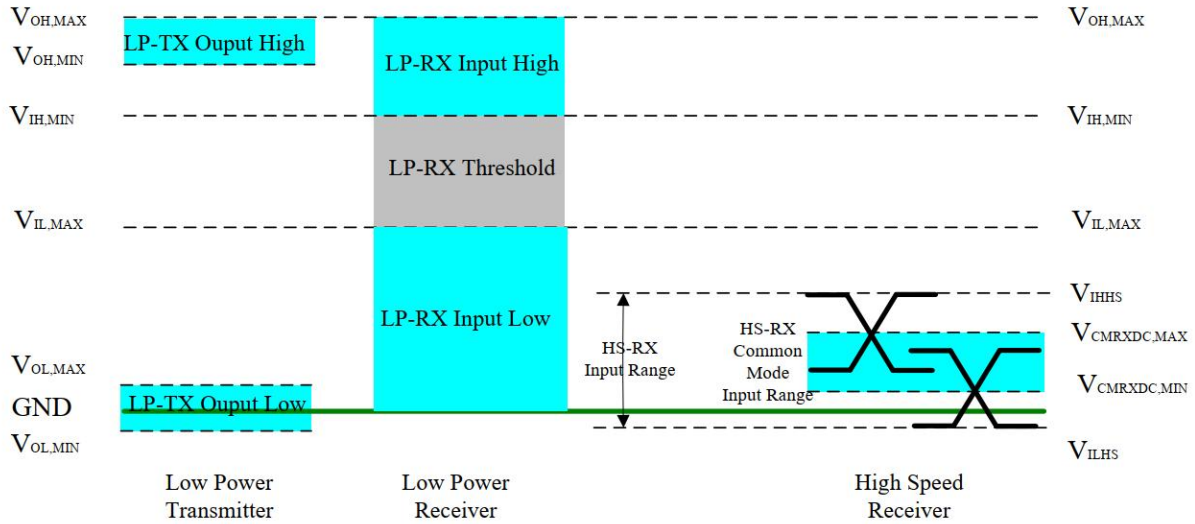 VOH,MAX
LP-TX Ouput High
VOH,MIN
LP-RX Input High
VOH,MAX
VIH,MIN
VIH,MIN
LP-RX Threshold
VIL,MAX
VIL,MAX
LP-RX Input Low
VIHHS
HS-RX
Input Range
HS-RX
Common
Mode
Input Range
VCMRXDC,MAX
VCMRXDC,MIN
VOL,MAX
LP-TX Ouput Low
GND
VOL,MIN
VILHS
Low Power
Transmitter
Low Power
Receiver
High Speed
Receiver